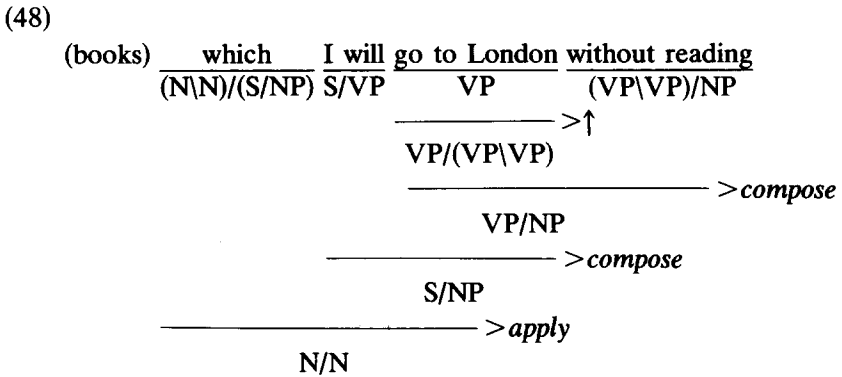 (48)
(books) which I will go to London without reading
(N\N)/(S/NP) S/VP VP (VP\VP)/NP
>↑
VP/(VP\VP)
>compose
VP/NP
>compose
S/NP
>apply
N/N